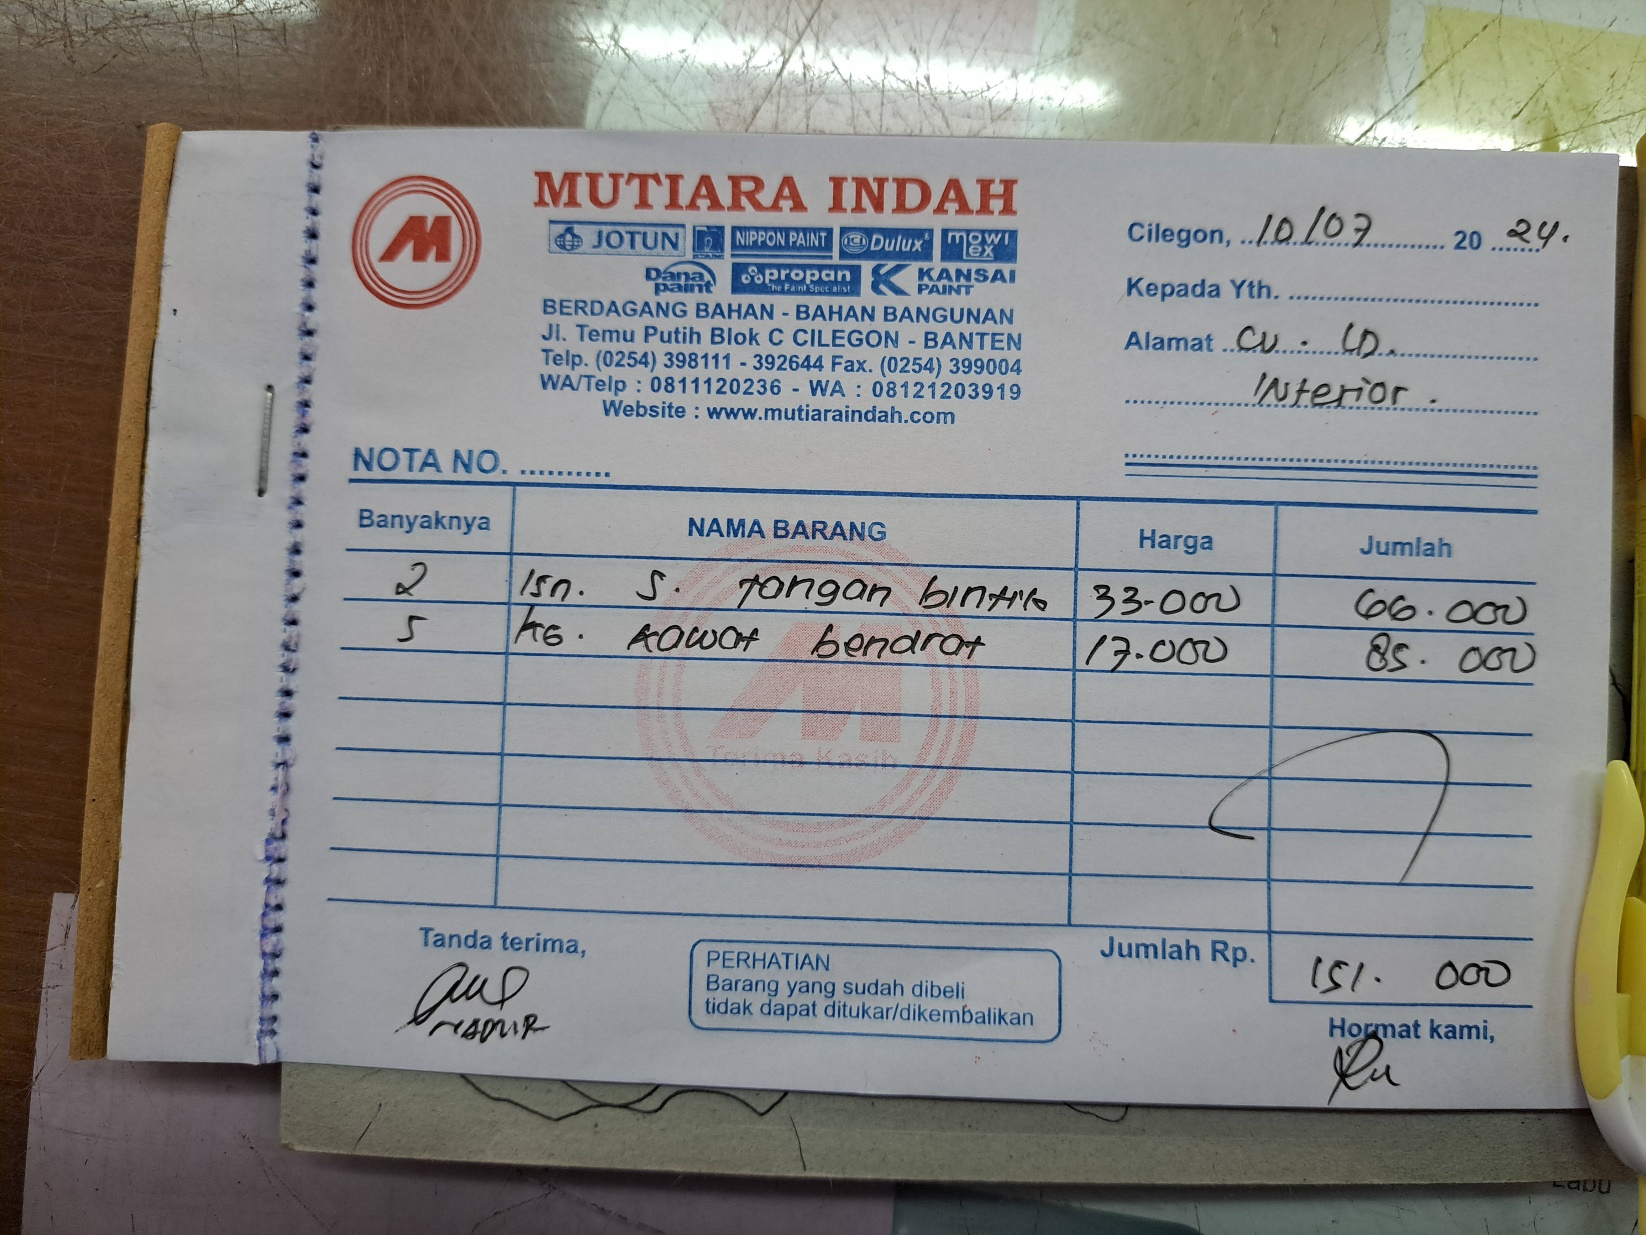 MUTIARA INDAH
M
JOTUN NIPPON PAINT Dulux mowilex
Dana paint propan The Paint Specialist KANSAI PAINT
BERDAGANG BAHAN - BAHAN BANGUNAN
Jl. Temu Putih Blok C CILEGON - BANTEN
Telp. (0254) 398111 - 392644 Fax. (0254) 399004
WA/Telp : 0811120236 - WA : 08121203919
Website : www.mutiaraindah.com
Cilegon, 10/07 20 24.
Kepada Yth.
Alamat CV. LD.
Interior.
NOTA NO. ..........
Banyaknya NAMA BARANG Harga Jumlah
2 lsn. S. tangan bintik 33.000 66.000
5 KG. kawat bendrat 17.000 85.000
M
Terima Kasih
Tanda terima,
PERHATIAN
Barang yang sudah dibeli
tidak dapat ditukar/dikembalikan
Jumlah Rp. 151.000
Hormat kami,
Labu